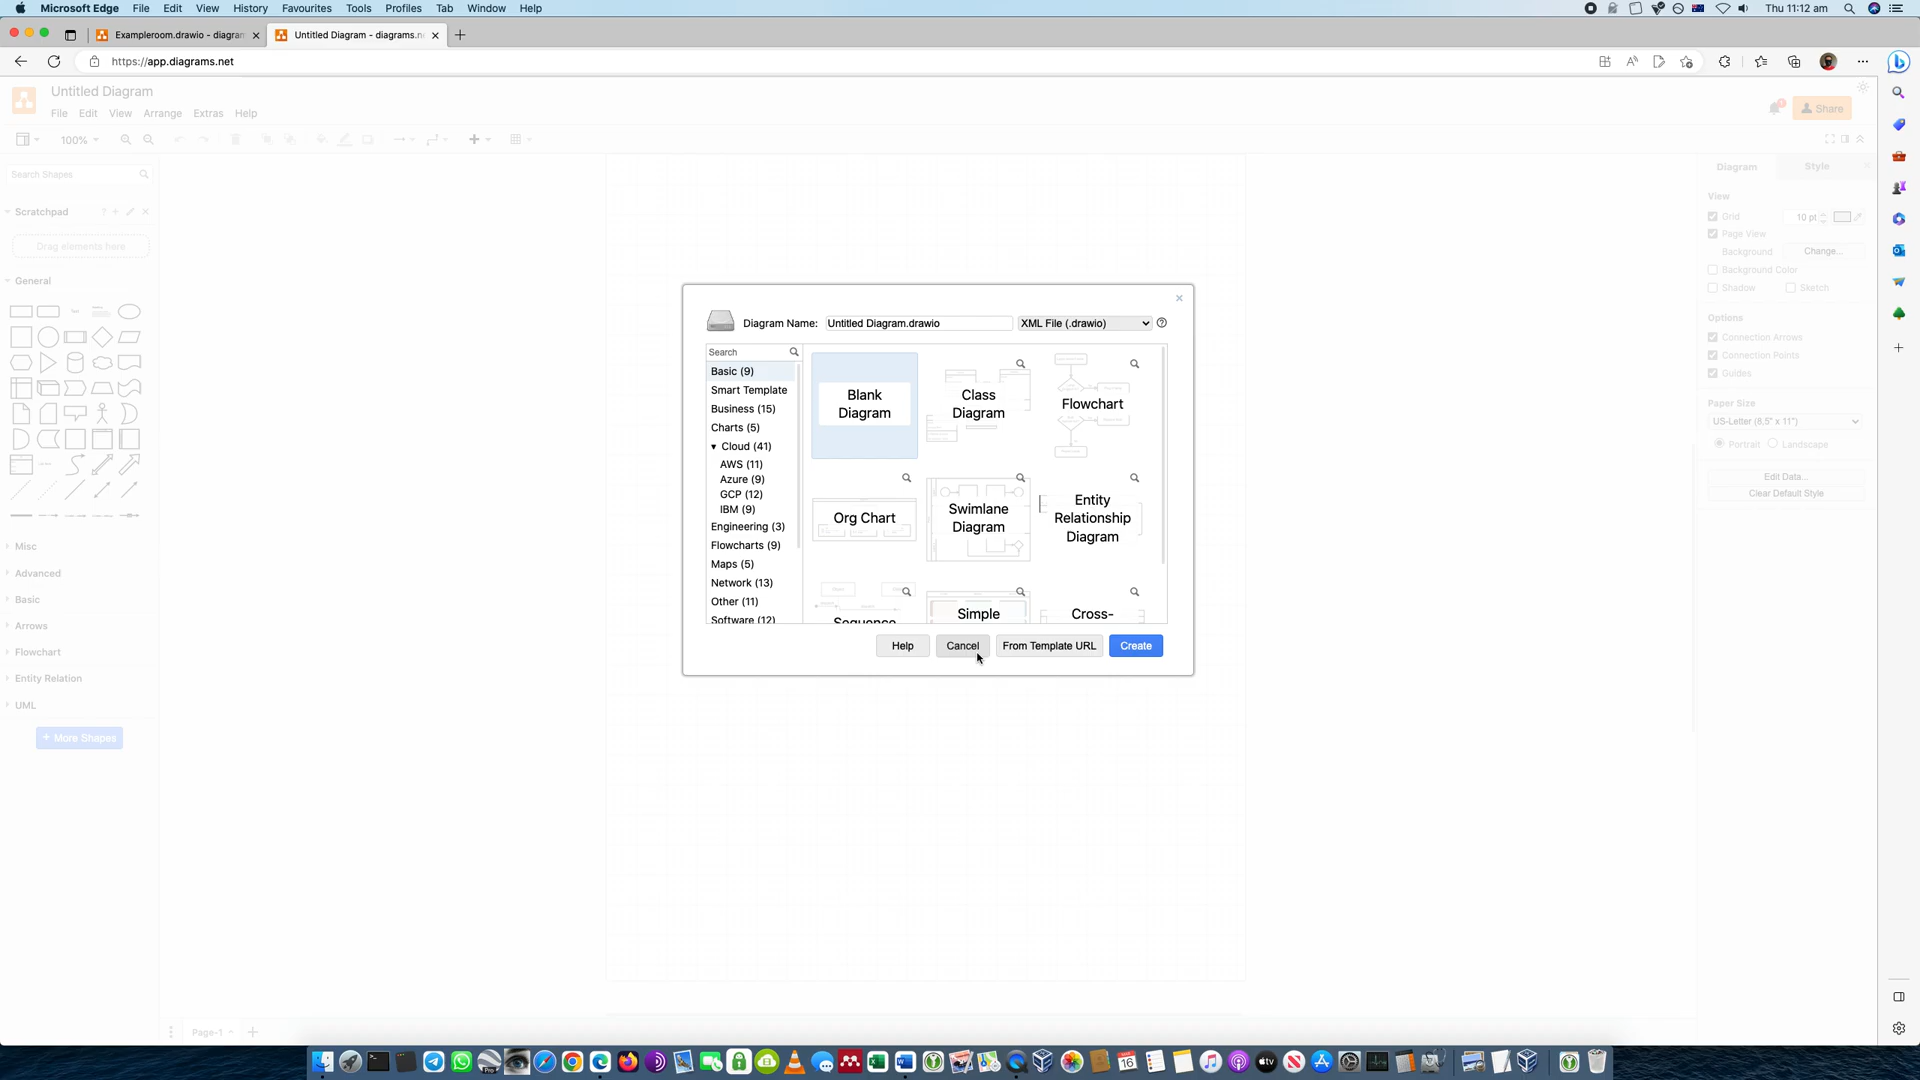 Microsoft Edge File Edit View History Favourites Tools Profiles Tab Window Help Thu 11:12 am
Exampleroom.drawio - diagram Untitled Diagram - diagrams.n
https://app.diagrams.net
Untitled Diagram
File Edit View Arrange Extras Help
Share
100%
Search Shapes
Scratchpad
Drag elements here
General
Misc
Advanced
Basic
Arrows
Flowchart
Entity Relation
UML
+ More Shapes
Diagram Name: Untitled Diagram.drawio XML File (.drawio)
Search
Basic (9)
Smart Template
Business (15)
Charts (5)
Cloud (41)
AWS (11)
Azure (9)
GCP (12)
IBM (9)
Engineering (3)
Flowcharts (9)
Maps (5)
Network (13)
Other (11)
Software (12)
Blank
Diagram
Class
Diagram
Flowchart
Org Chart
Swimlane
Diagram
Entity
Relationship
Diagram
Sequence
Simple
Cross-
Help Cancel From Template URL Create
Diagram Style
View
Grid 10 pt
Page View
Background Change...
Background Color
Shadow Sketch
Options
Connection Arrows
Connection Points
Guides
Paper Size
US-Letter (8,5" x 11")
Portrait Landscape
Edit Data...
Clear Default Style
Page-1